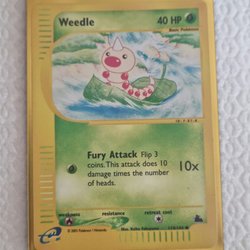 Weedle
40 HP
Basic Pokémon
Fury Attack Flip 3
coins. This attack does 10
damage times the number
of heads.
10x
weakness
resistance
retreat cost
e